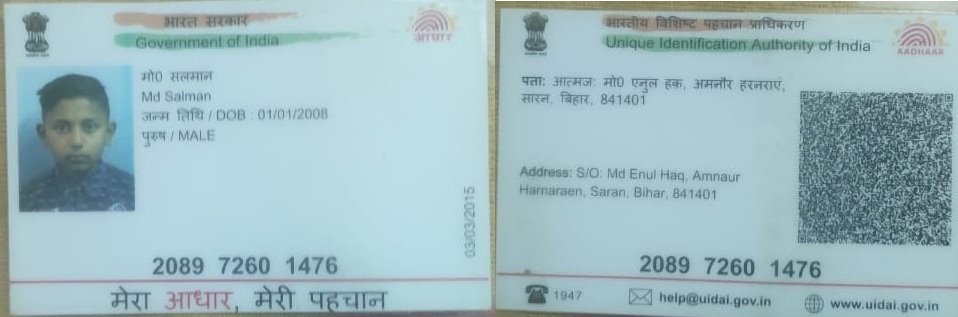 भारत सरकार
Government of India
आधार
मो0 सलमान
Md Salman
जन्म तिथि / DOB : 01/01/2008
पुरुष / MALE
03/03/2015
2089 7260 1476
मेरा आधार, मेरी पहचान
भारतीय विशिष्ट पहचान प्राधिकरण
Unique Identification Authority of India
AADHAAR
पता: आत्मज: मो0 एनुल हक, अमनौर हरनराएं,
सारन, बिहार, 841401
Address: S/O: Md Enul Haq, Amnaur
Harnaraen, Saran, Bihar, 841401
2089 7260 1476
1947
help@uidai.gov.in
www.uidai.gov.in